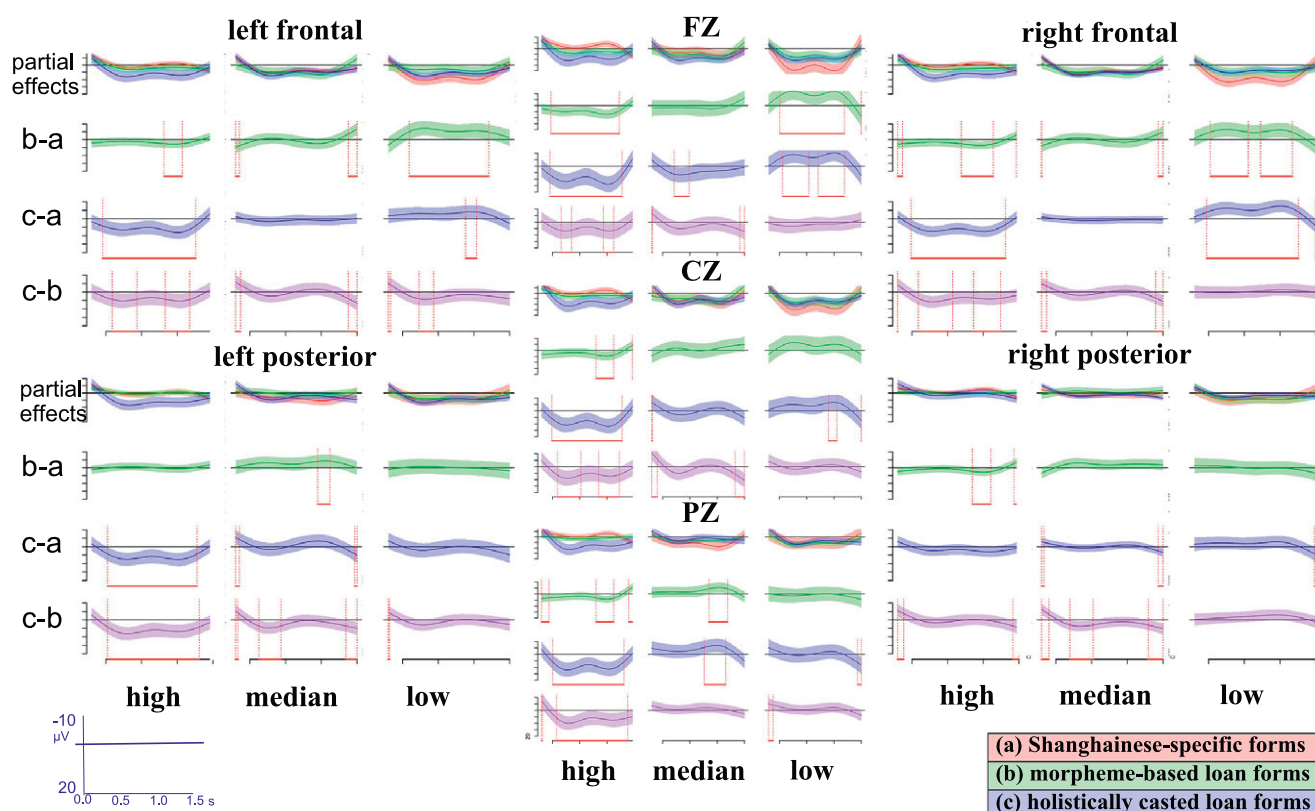 left frontal
FZ
right frontal
partial
effects
b-a
c-a
c-b
CZ
left posterior
right posterior
partial
effects
b-a
c-a
c-b
PZ
20
high
median
low
high
median
low
high
median
low
-10
μV
20
0.0
0.5
1.0
1.5 s
(a) Shanghainese-specific forms
(b) morpheme-based loan forms
(c) holistically casted loan forms